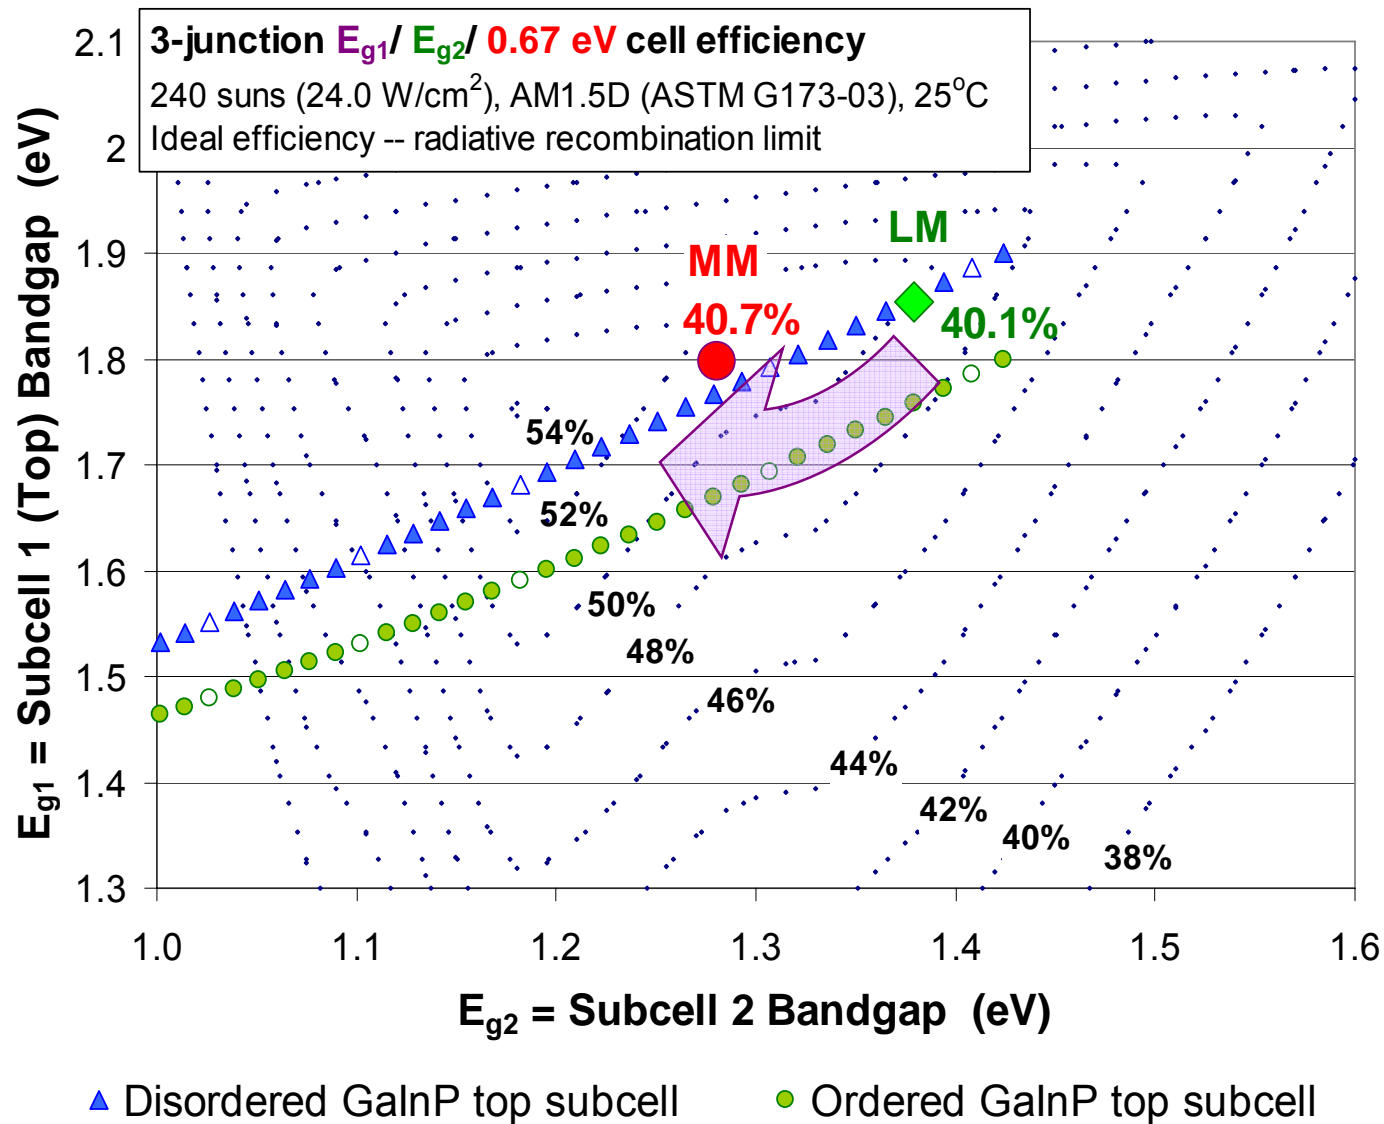 3-junction Eg1/ Eg2/ 0.67 eV cell efficiency
240 suns (24.0 W/cm2), AM1.5D (ASTM G173-03), 25oC
Ideal efficiency -- radiative recombination limit
Eg1 = Subcell 1 (Top) Bandgap (eV)
2.1
2
1.9
1.8
1.7
1.6
1.5
1.4
1.3
LM
MM
40.7%
40.1%
54%
52%
50%
48%
46%
44%
42%
40%
38%
1.0 1.1 1.2 1.3 1.4 1.5 1.6
Eg2 = Subcell 2 Bandgap (eV)
Disordered GaInP top subcell
Ordered GaInP top subcell